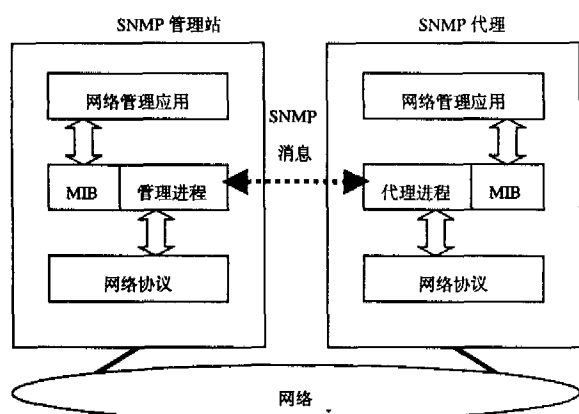 SNMP 管理站
SNMP 代理
网络管理应用
网络管理应用
SNMP
消息
MIB
管理进程
代理进程
MIB
网络协议
网络协议
网络